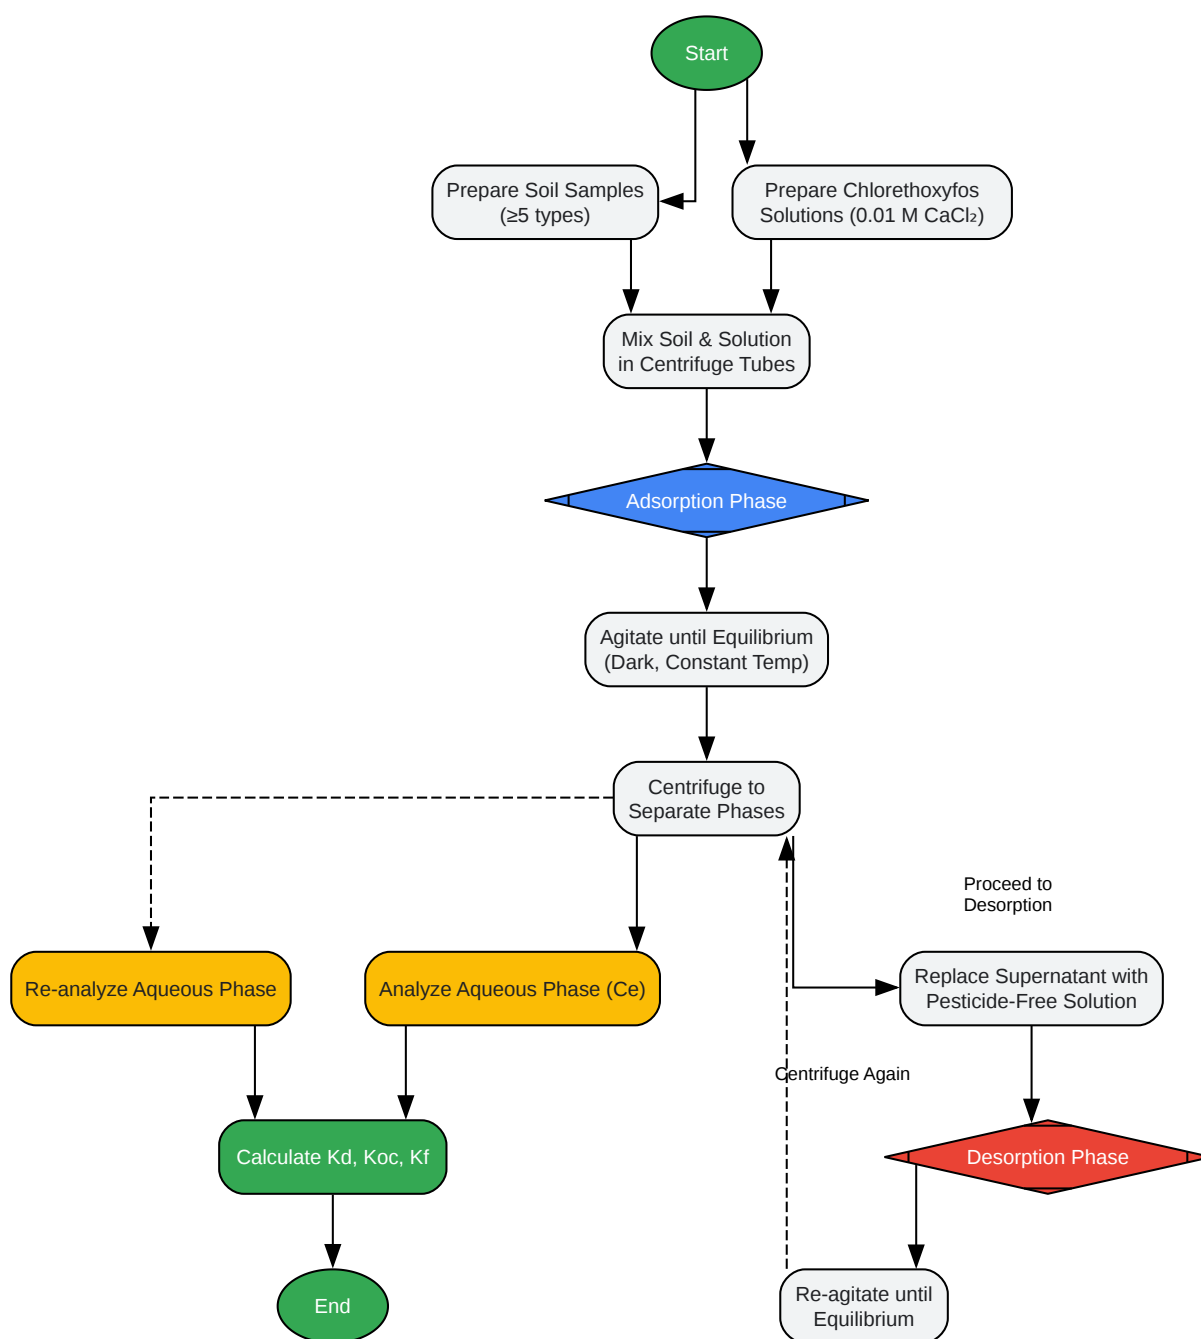 Start
Prepare Soil Samples
(≥5 types)
Prepare Chlorethoxyfos
Solutions (0.01 M CaCl₂)
Mix Soil & Solution
in Centrifuge Tubes
Adsorption Phase
Agitate until Equilibrium
(Dark, Constant Temp)
Centrifuge to
Separate Phases
Proceed to
Desorption
Re-analyze Aqueous Phase
Analyze Aqueous Phase (Ce)
Replace Supernatant with
Pesticide-Free Solution
Centrifuge Again
Calculate Kd, Koc, Kf
Desorption Phase
End
Re-agitate until
Equilibrium